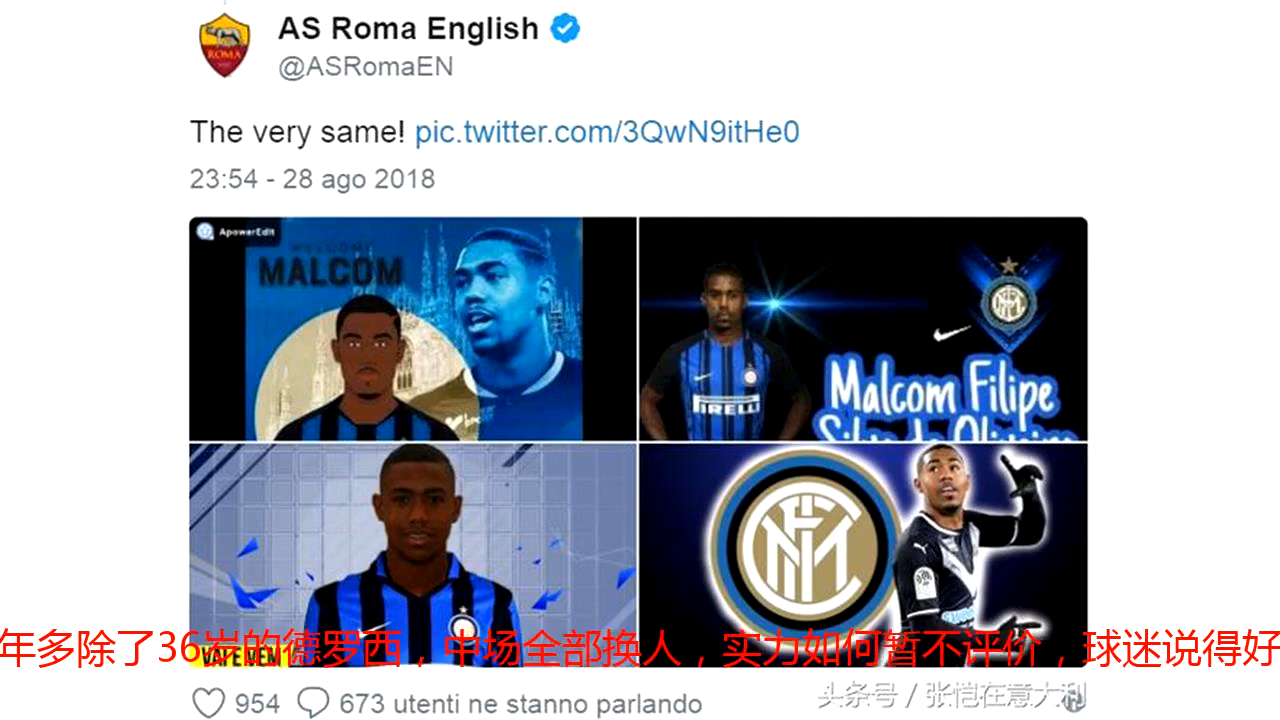 AS Roma English
@ASRomaEN
The very same! pic.twitter.com/3QwN9itHe0
23:54 - 28 ago 2018
ApowerEdit
WELCOME
MALCOM
PIRELLI
Malcom Filipe
年多除了36岁的德罗西，中场全部换人，实力如何暂不评价，球迷说得好
954
673 utenti ne stanno parlando
头条号 / 张恺在意大利